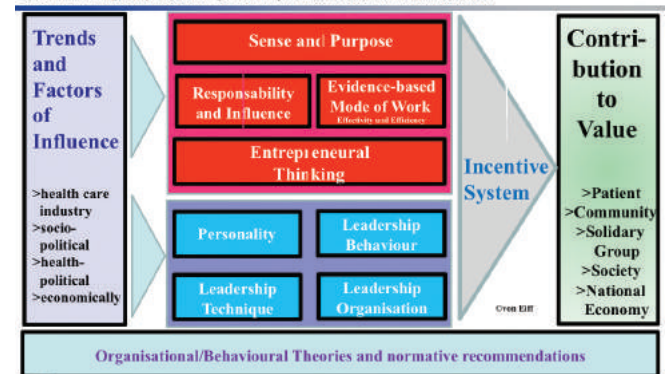 Trends
and
Factors
of
Influence
>health care
industry
>socio-
political
>health-
political
>economically
Sense and Purpose
Responsability
and Influence
Evidence-based
Mode of Work
Effectivity and Efficiency
Entrepreneural
Thinking
Personality
Leadership
Behaviour
Leadership
Technique
Leadership
Organisation
Incentive
System
©von Eiff
Contri-
bution
to
Value
>Patient
>Community
>Solidary
Group
>Society
>National
Economy
Organisational/Behavioural Theories and normative recommendations